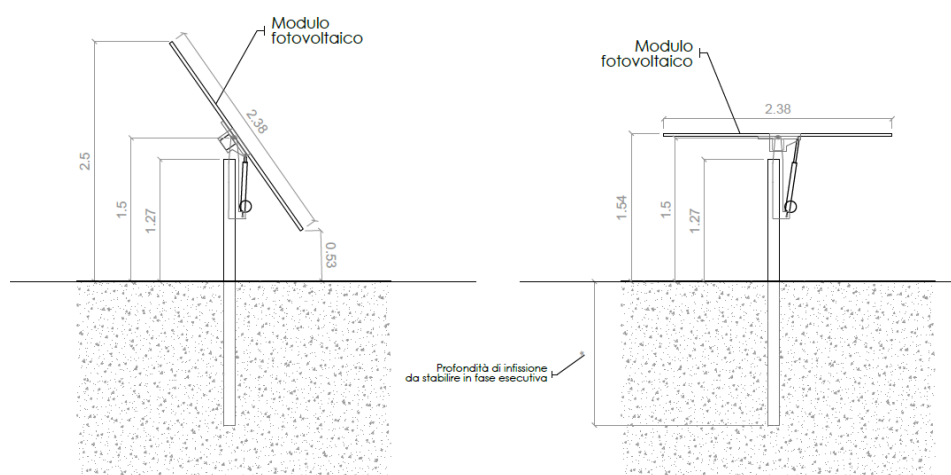 Modulo
fotovoltaico
2.38
2.5
1.5
1.27
0.53
Modulo
fotovoltaico
2.38
1.54
1.5
1.27
Profondità di infissione
da stabilire in fase esecutiva